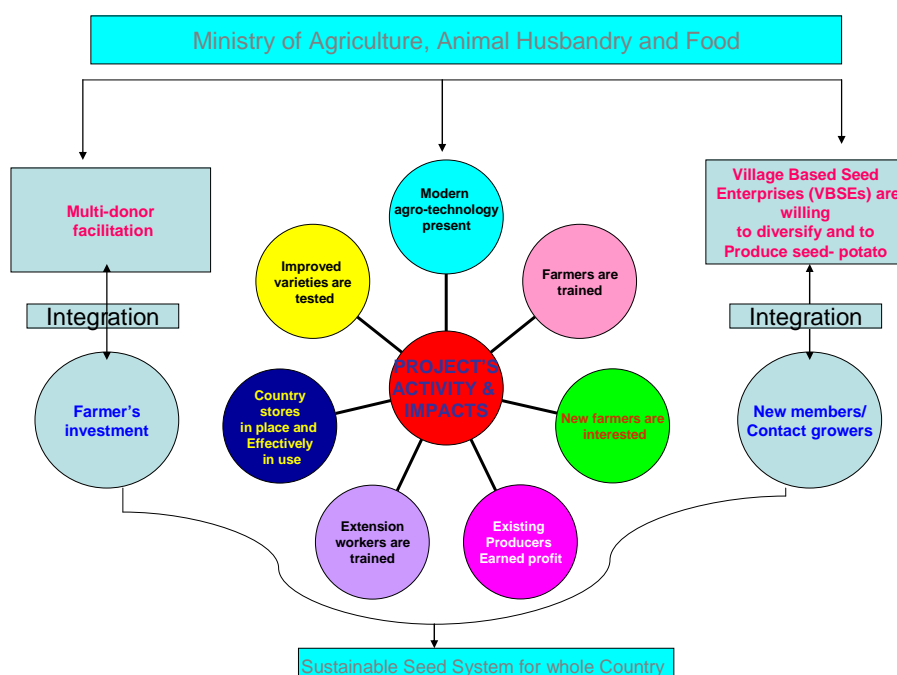 Ministry of Agriculture, Animal Husbandry and Food
Multi-donor
facilitation
Modern
agro-technology
present
Village Based Seed
Enterprises (VBSEs) are
willing
to diversify and to
Produce seed- potato
Improved
varieties are
tested
Farmers are
trained
Integration
Integration
PROJECT'S
ACTIVITY &
IMPACTS
Farmer's
investment
Country
stores
in place and
Effectively
in use
New farmers are
interested
New members/
Contact growers
Extension
workers are
trained
Existing
Producers
Earned profit
Sustainable Seed System for whole Country